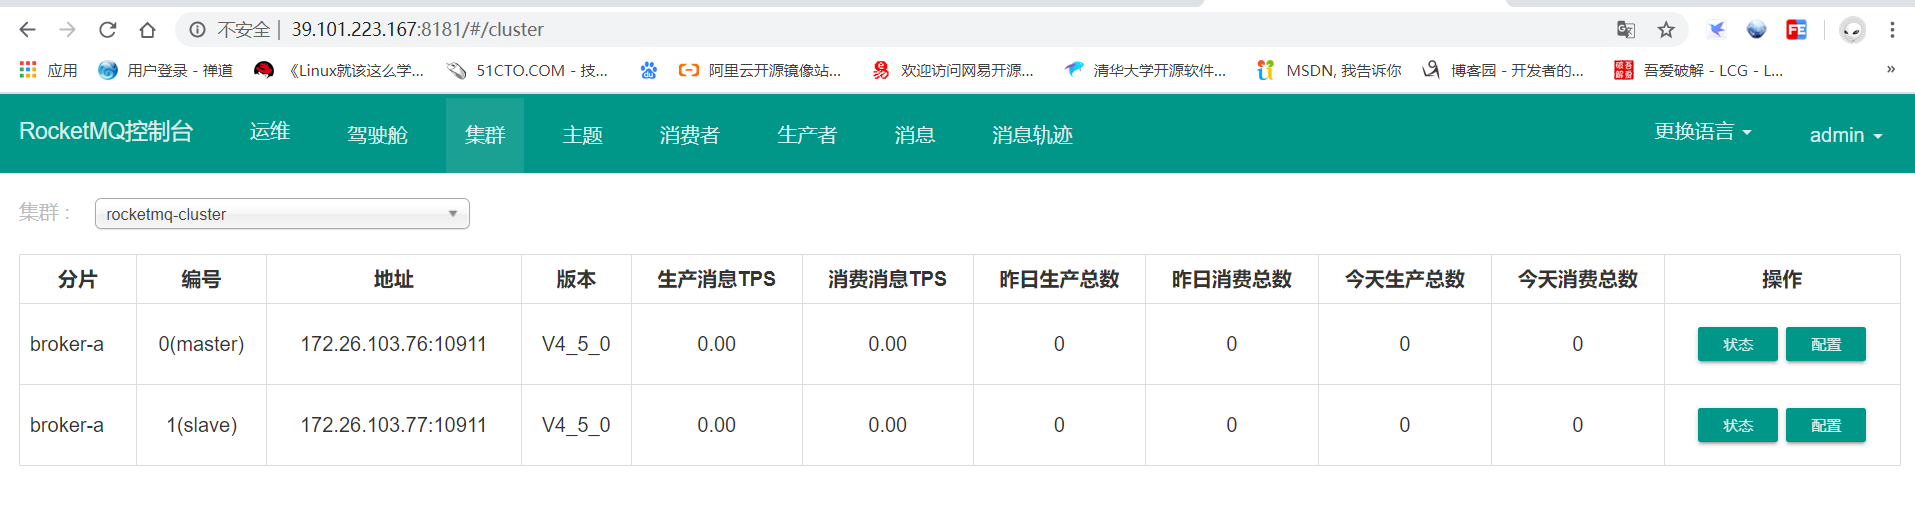 不安全 | 39.101.223.167:8181/#/cluster
应用 用户登录 - 禅道 《Linux就该这么学... 51CTO.COM - 技... 阿里云开源镜像站... 欢迎访问网易开源... 清华大学开源软件... MSDN, 我告诉你 博客园 - 开发者的... 吾爱破解 - LCG - L... »
RocketMQ控制台 运维 驾驶舱 集群 主题 消费者 生产者 消息 消息轨迹 更换语言 admin
集群： rocketmq-cluster
分片 编号 地址 版本 生产消息TPS 消费消息TPS 昨日生产总数 昨日消费总数 今天生产总数 今天消费总数 操作
broker-a 0(master) 172.26.103.76:10911 V4_5_0 0.00 0.00 0 0 0 0 状态 配置
broker-a 1(slave) 172.26.103.77:10911 V4_5_0 0.00 0.00 0 0 0 0 状态 配置